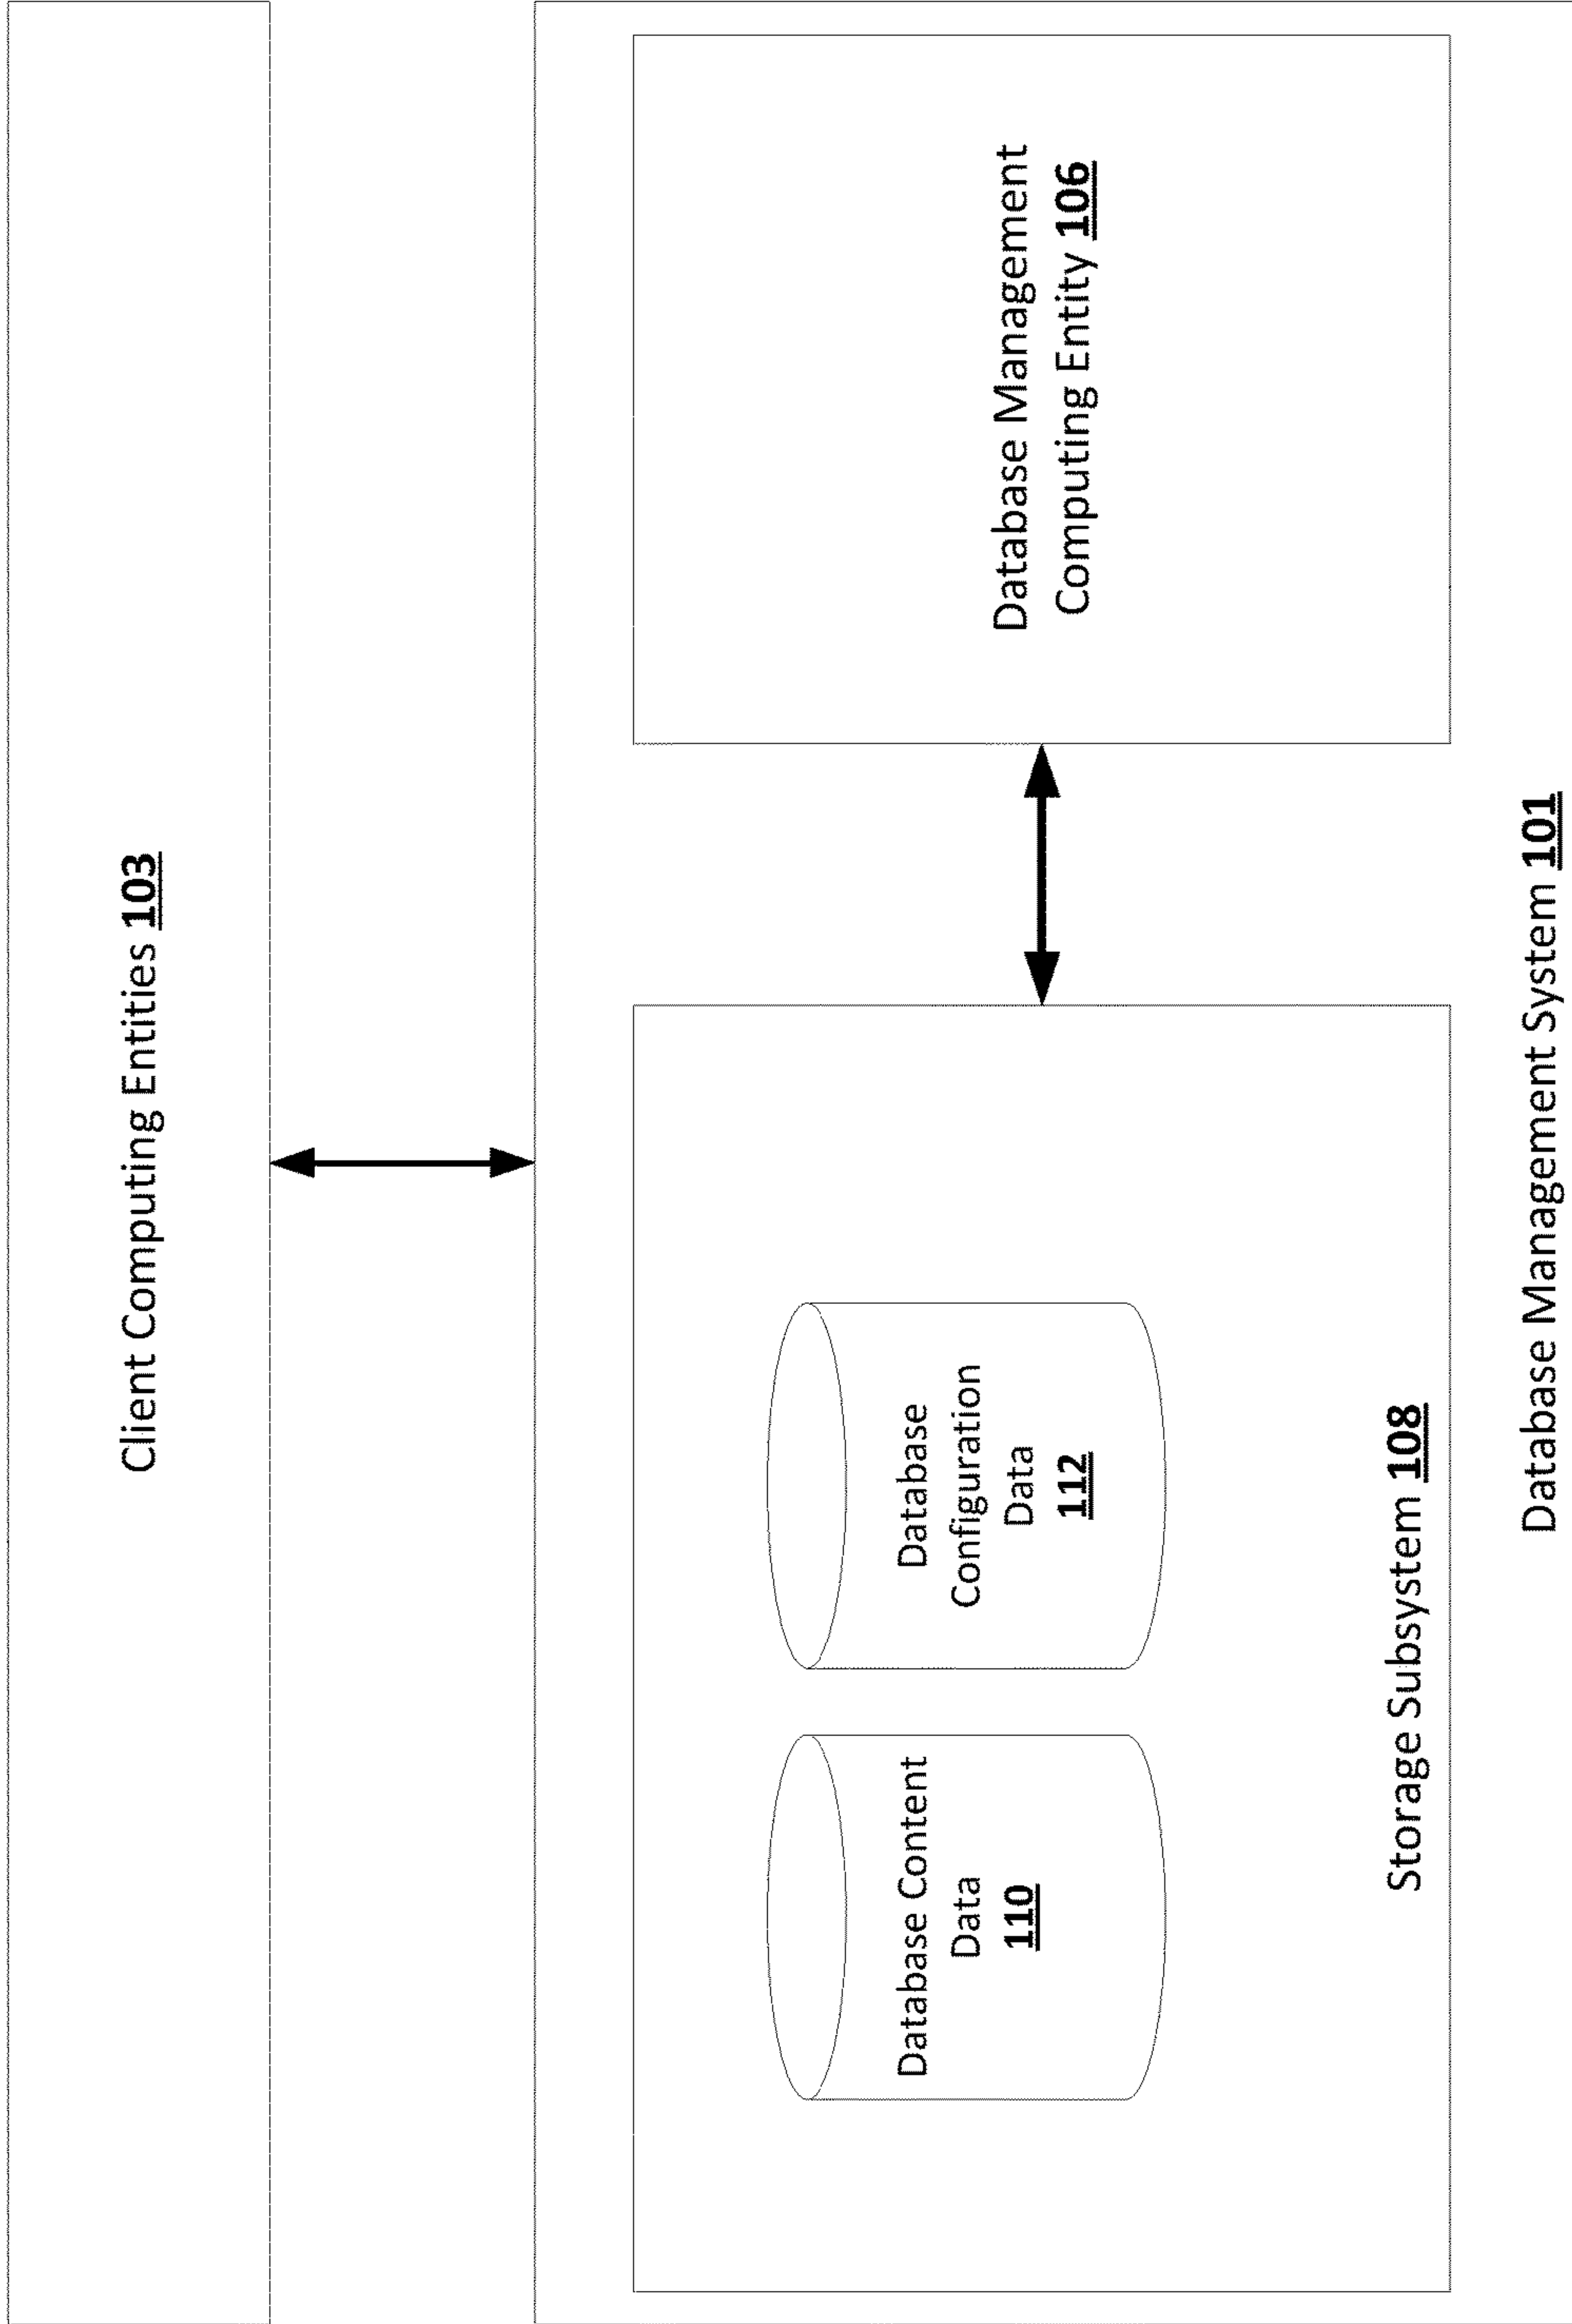 Client Computing Entities 103
Database Content
Data
110
Database
Configuration
Data
112
Storage Subsystem 108
Database Management
Computing Entity 106
Database Management System 101